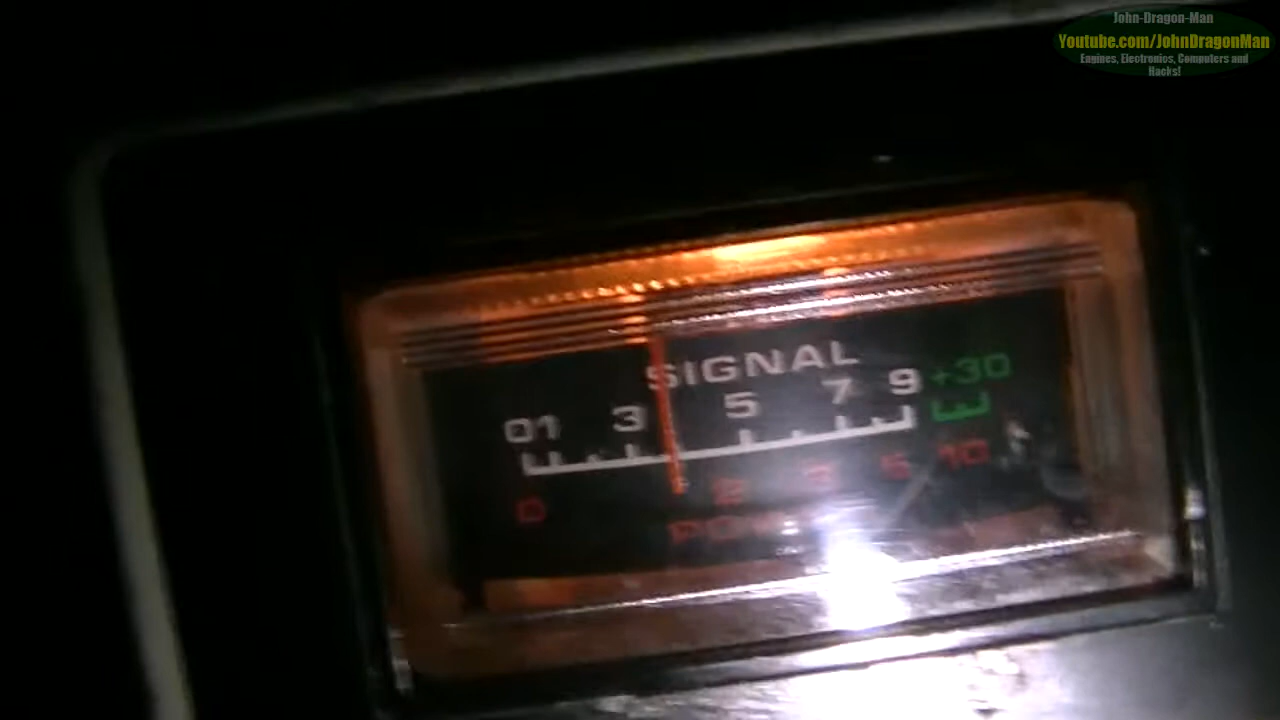 John-Dragon-Man
Youtube.com/JohnDragonMan
Engines, Electronics, Computers and
Hacks!
SIGNAL
01 3 5 7 9 +30
0 2 3 5 10